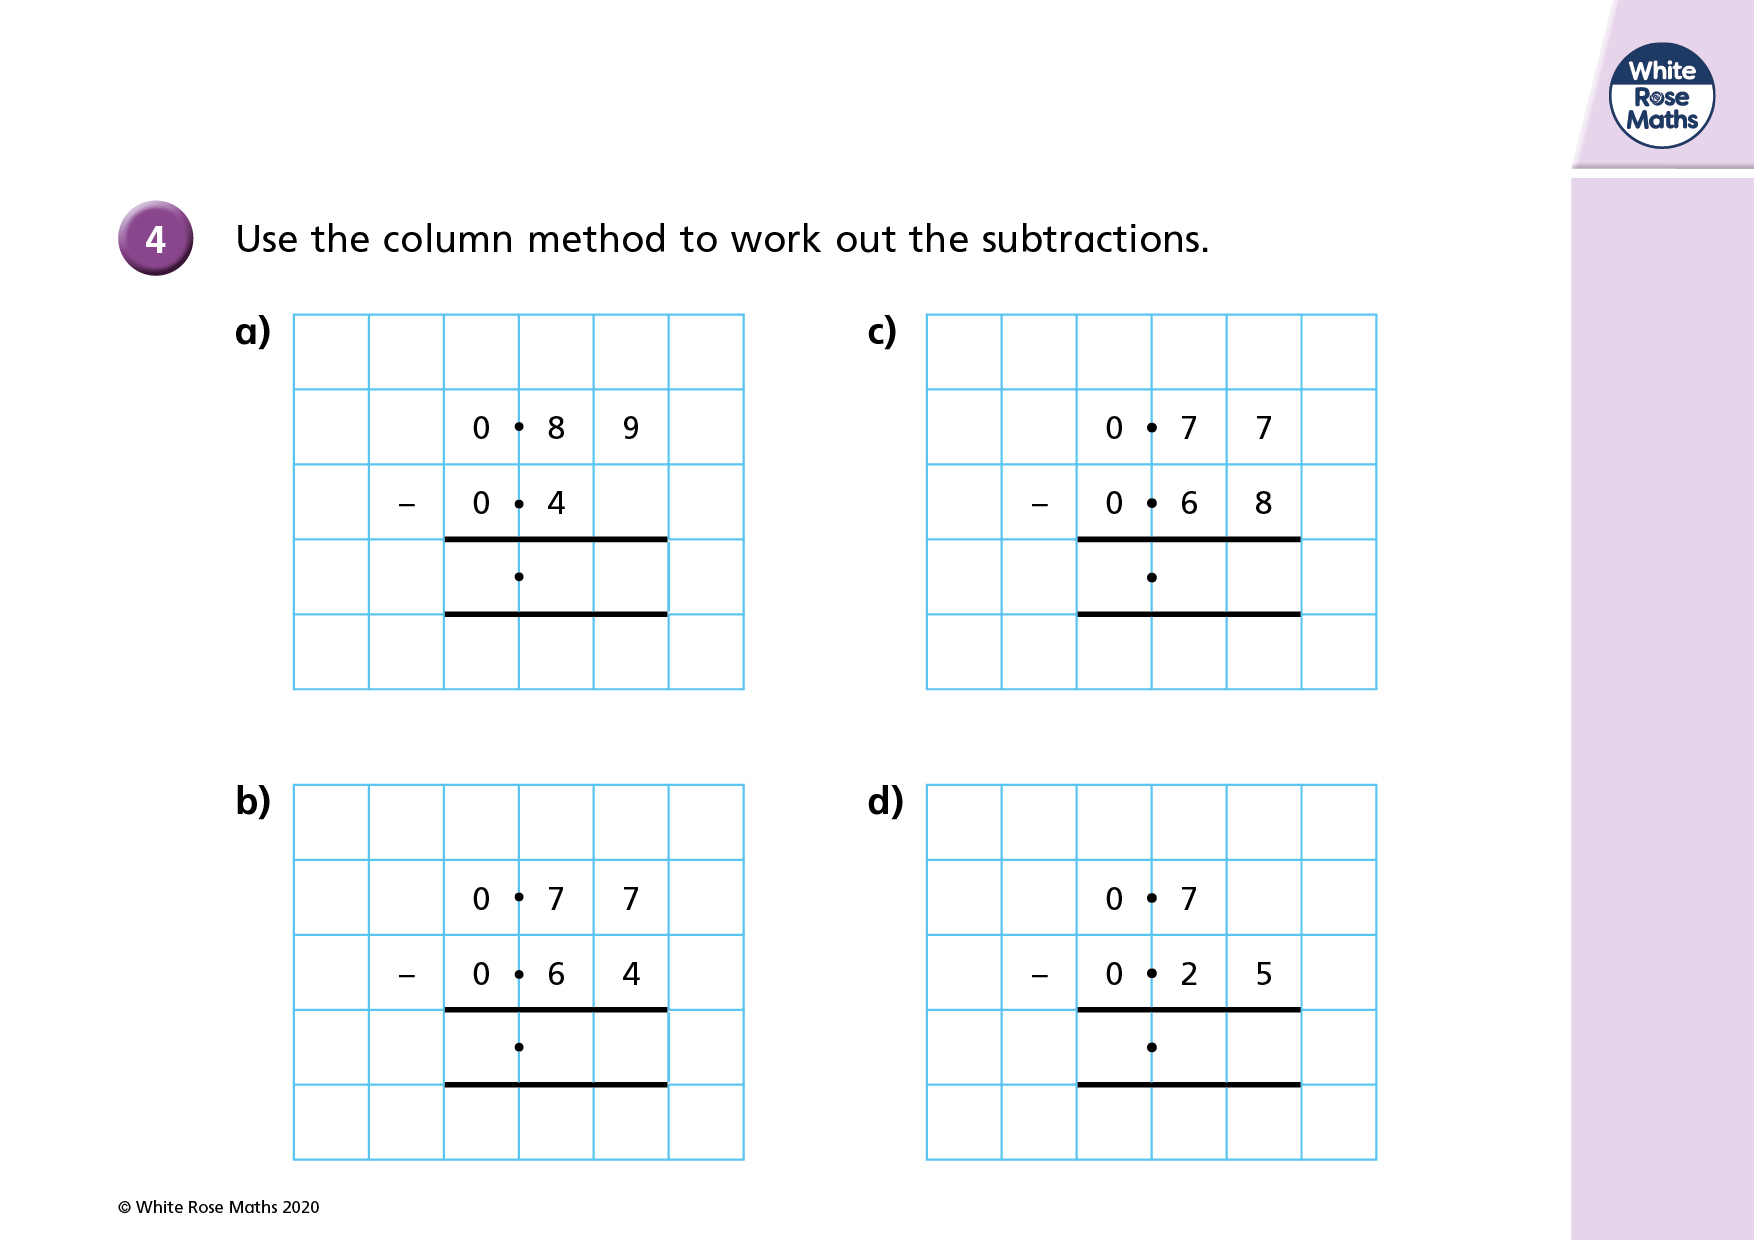 White
Rose
Maths
4 Use the column method to work out the subtractions.
a)
0 . 8 9
– 0 . 4
.
c)
0 . 7 7
– 0 . 6 8
.
b)
0 . 7 7
– 0 . 6 4
.
d)
0 . 7
– 0 . 2 5
.
© White Rose Maths 2020